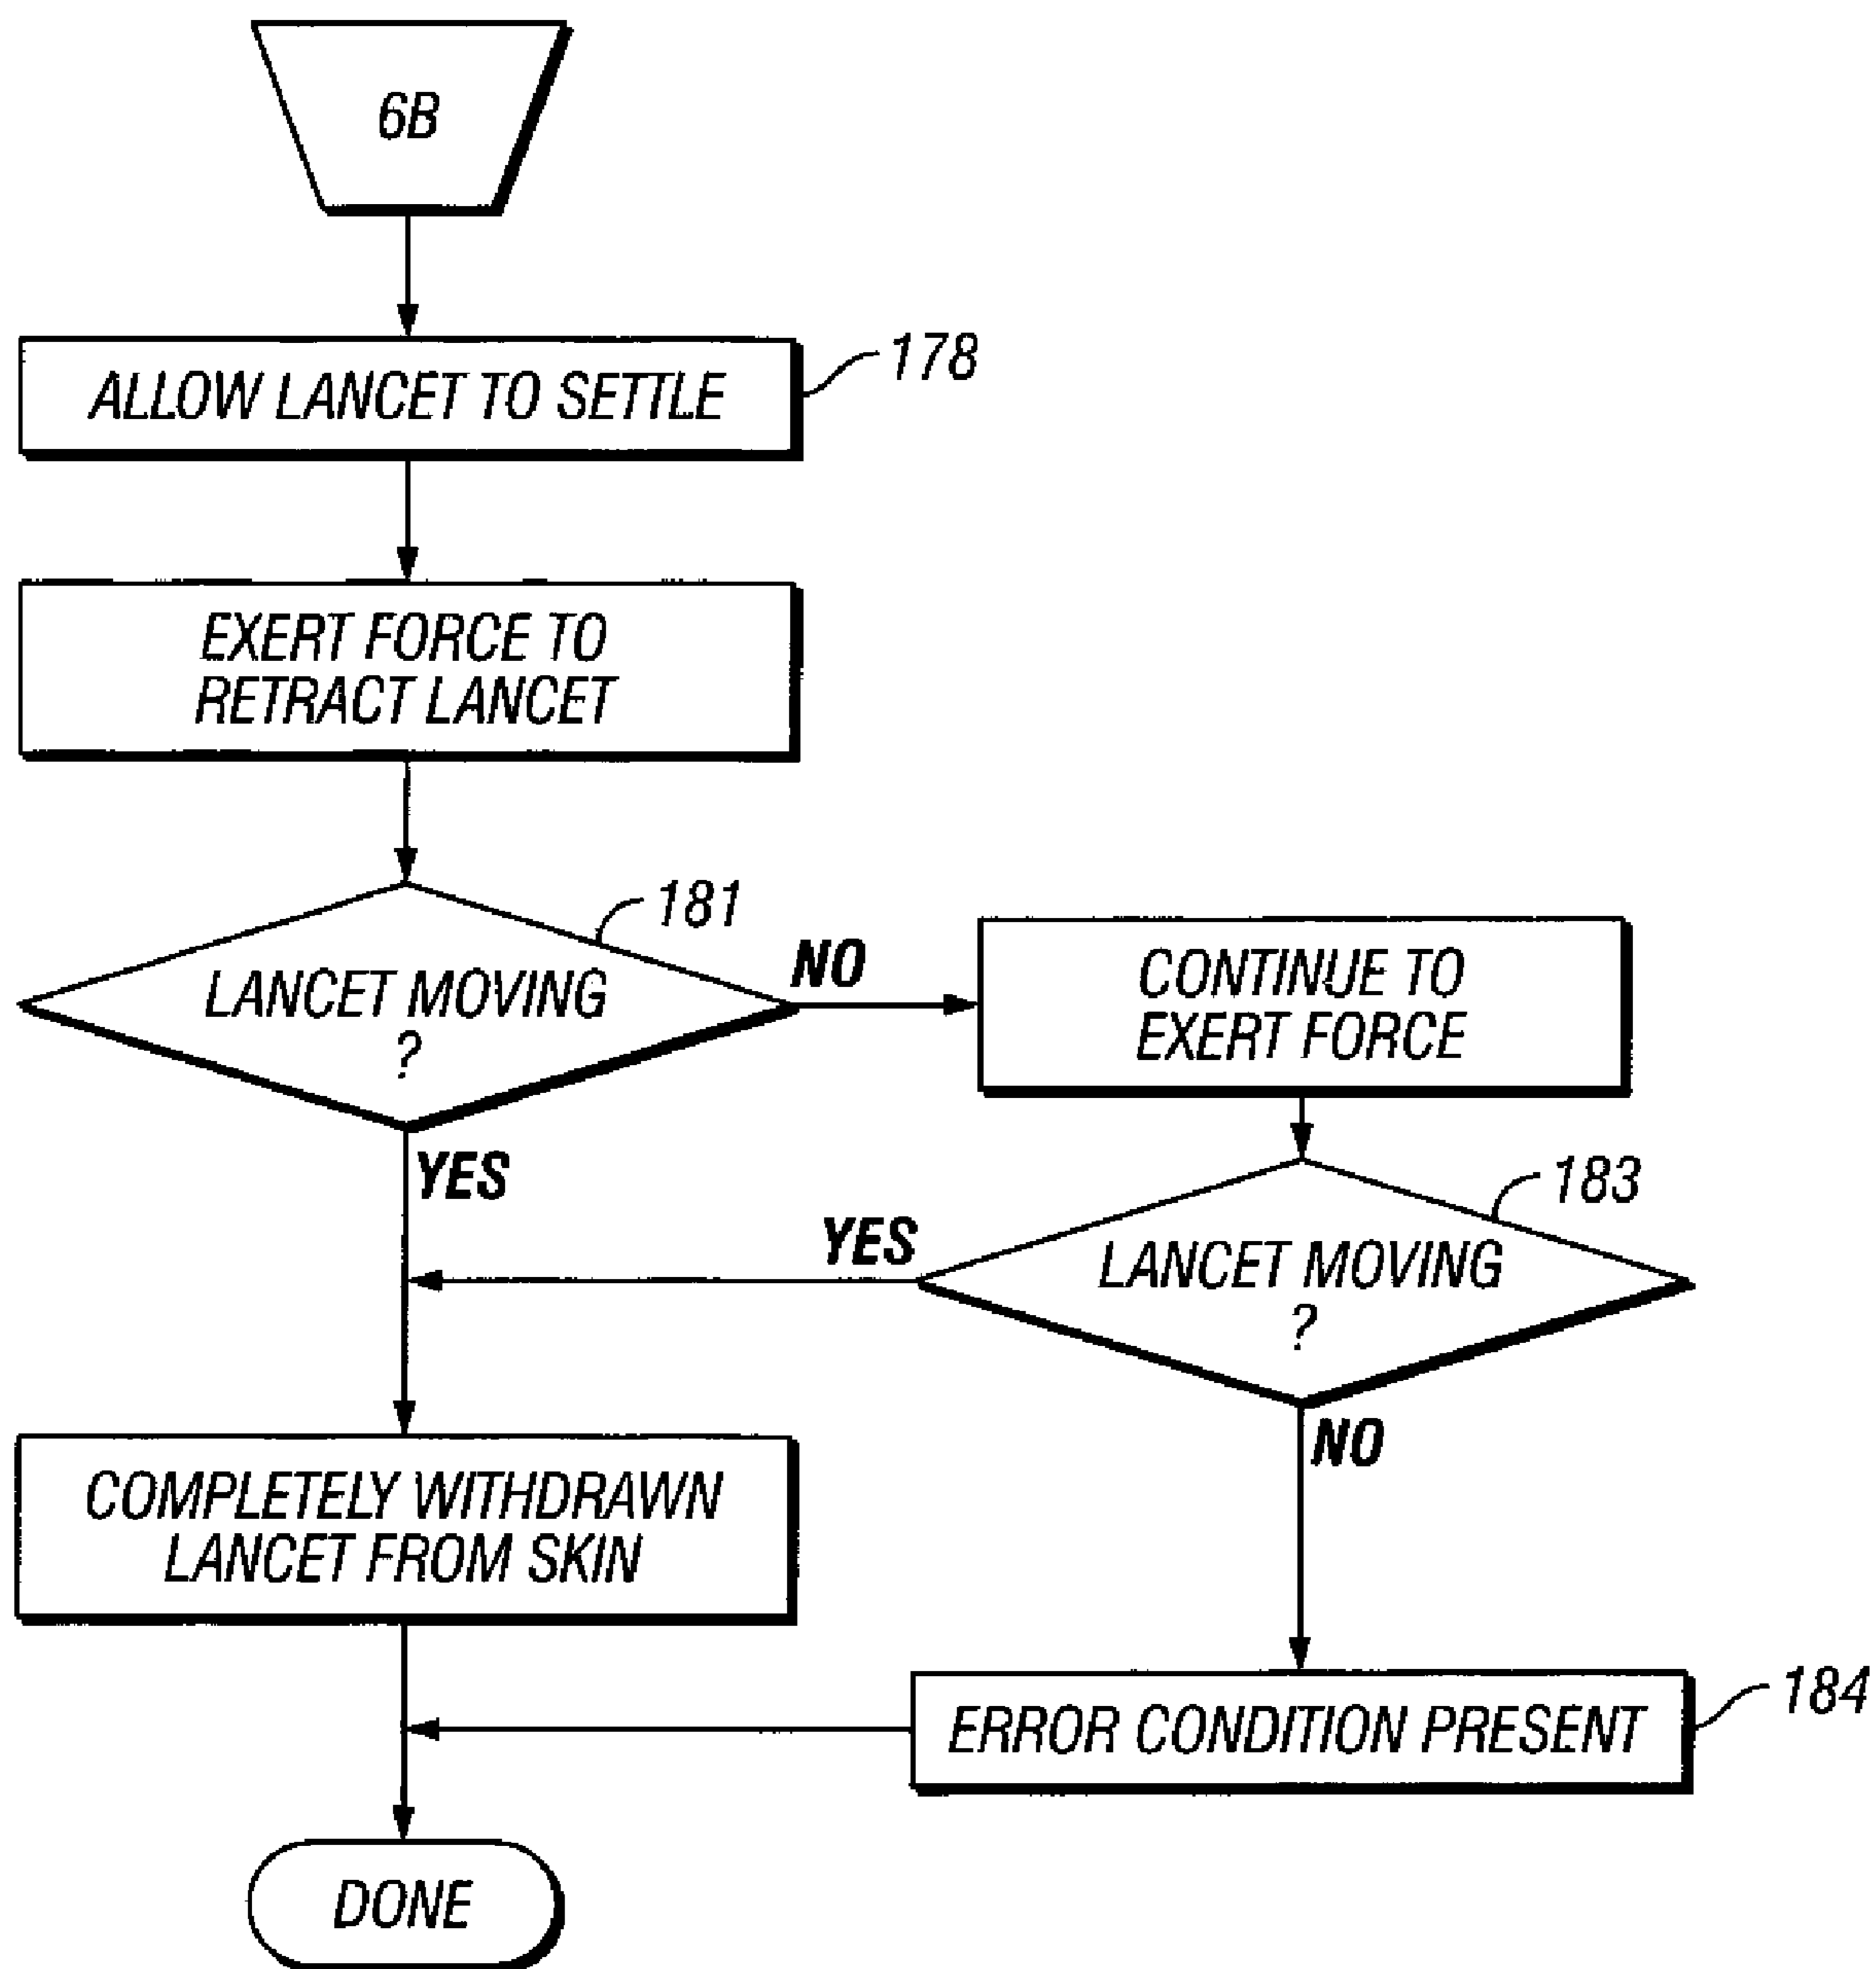 6B
ALLOW LANCET TO SETTLE
178
EXERT FORCE TO
RETRACT LANCET
181
LANCET MOVING
?
NO
YES
CONTINUE TO
EXERT FORCE
183
LANCET MOVING
?
YES
NO
COMPLETELY WITHDRAWN
LANCET FROM SKIN
ERROR CONDITION PRESENT
184
DONE